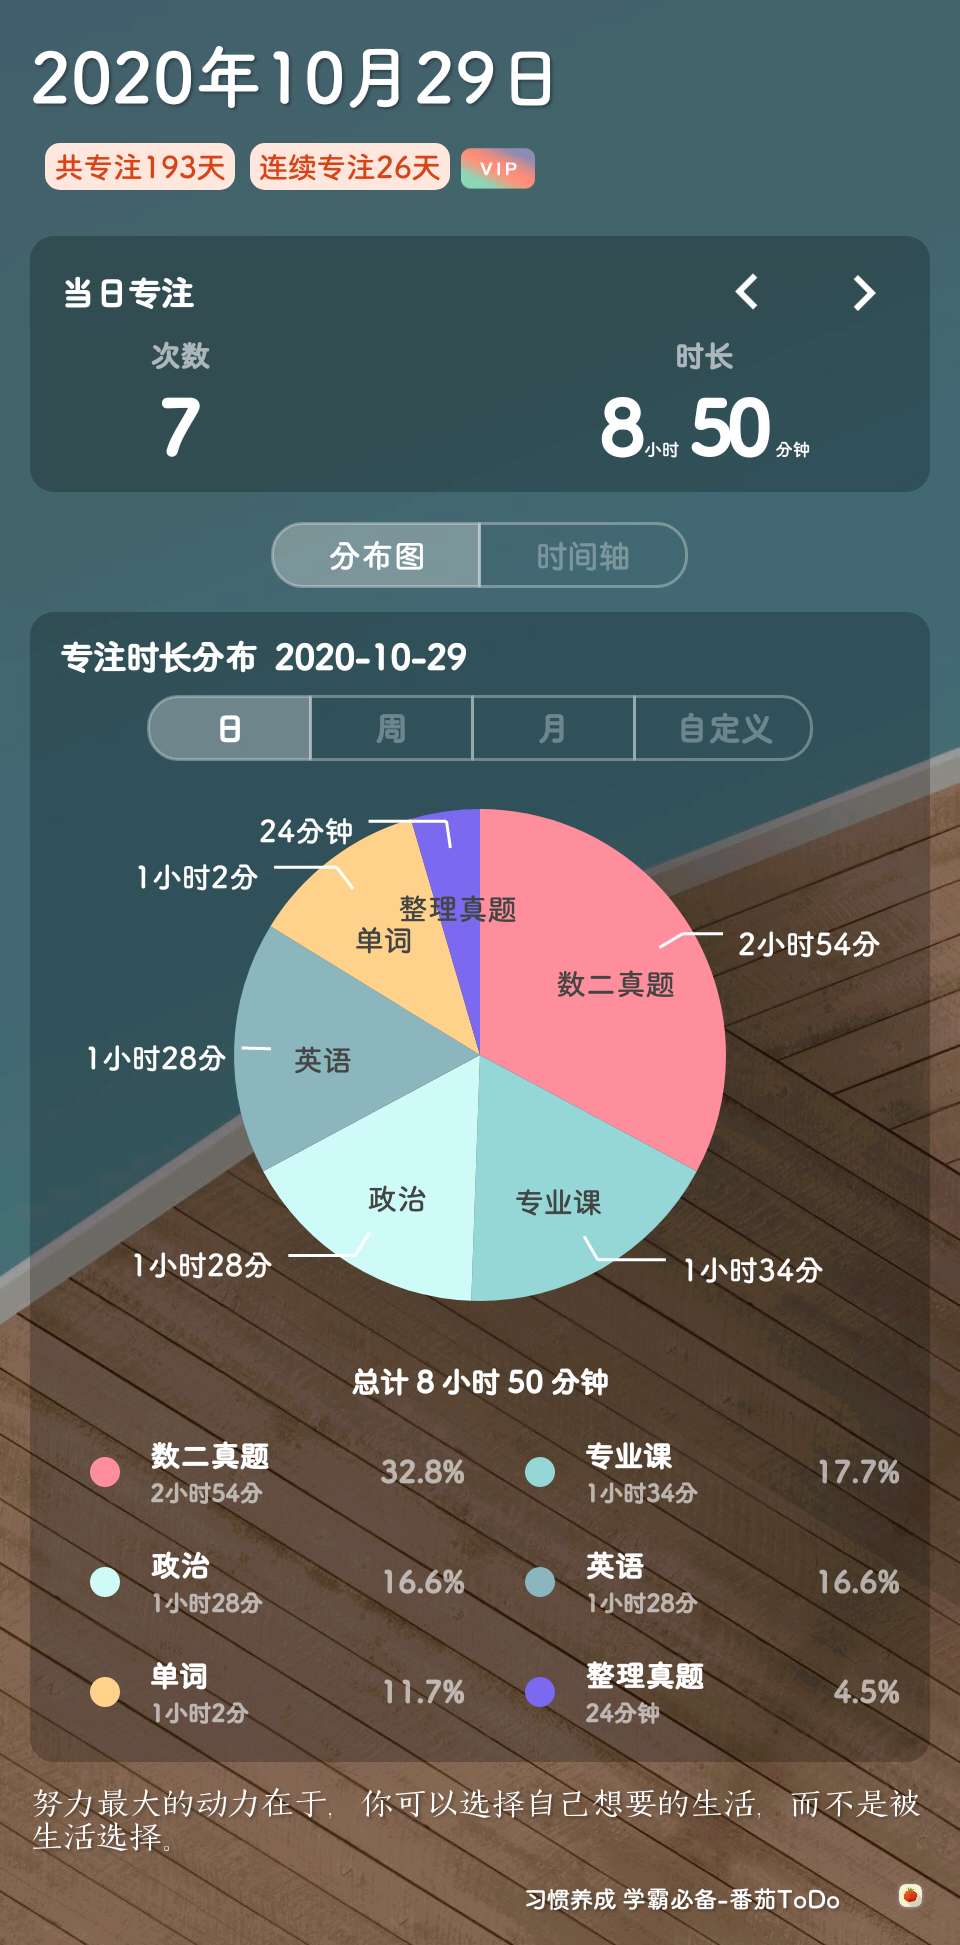 2020年10月29日
共专注193天 连续专注26天 VIP
当日专注
次数 时长
7 8小时 50分钟
分布图 时间轴
专注时长分布 2020-10-29
日 周 月 自定义
24分钟
1小时2分
整理真题
单词
2小时54分
数二真题
1小时28分 英语
政治 专业课
1小时28分 1小时34分
总计 8 小时 50 分钟
数二真题 32.8% 专业课 17.7%
2小时54分 1小时34分
政治 16.6% 英语 16.6%
1小时28分 1小时28分
单词 11.7% 整理真题 4.5%
1小时2分 24分钟
努力最大的动力在于，你可以选择自己想要的生活，而不是被
生活选择。
习惯养成 学霸必备-番茄ToDo